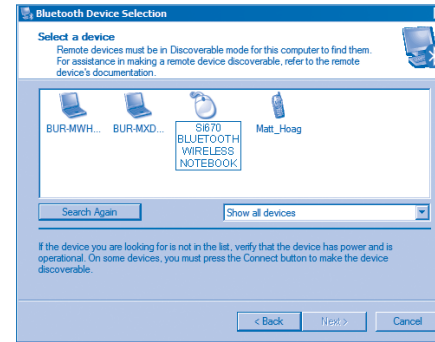 Bluetooth Device Selection
Select a device
Remote devices must be in Discoverable mode for this computer to find them.
For assistance in making a remote device discoverable, refer to the remote
device's documentation.
BUR-MWH... BUR-MXD... Si670 Matt_Hoag
BLUETOOTH
WIRELESS
NOTEBOOK
Search Again Show all devices
If the device you are looking for is not in the list, verify that the device has power and is
operational. On some devices, you must press the Connect button to make the device
discoverable.
< Back Next > Cancel